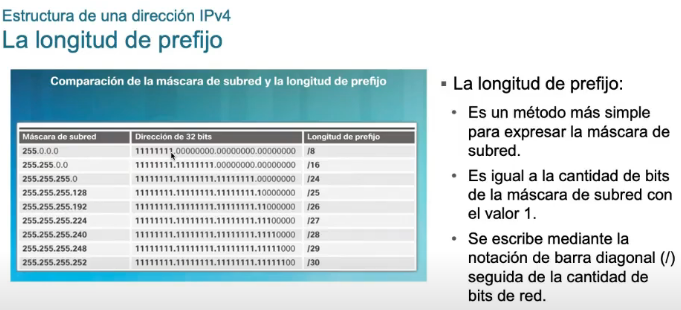 Estructura de una dirección IPv4
La longitud de prefijo
Comparación de la máscara de subred y la longitud de prefijo
Máscara de subred Dirección de 32 bits Longitud de prefijo
255.0.0.0 11111111.00000000.00000000.00000000 /8
255.255.0.0 11111111.11111111.00000000.00000000 /16
255.255.255.0 11111111.11111111.11111111.00000000 /24
255.255.255.128 11111111.11111111.11111111.10000000 /25
255.255.255.192 11111111.11111111.11111111.11000000 /26
255.255.255.224 11111111.11111111.11111111.11100000 /27
255.255.255.240 11111111.11111111.11111111.11110000 /28
255.255.255.248 11111111.11111111.11111111.11111000 /29
255.255.255.252 11111111.11111111.11111111.11111100 /30
▪ La longitud de prefijo:
• Es un método más simple
para expresar la máscara de
subred.
• Es igual a la cantidad de bits
de la máscara de subred con
el valor 1.
• Se escribe mediante la
notación de barra diagonal (/)
seguida de la cantidad de
bits de red.